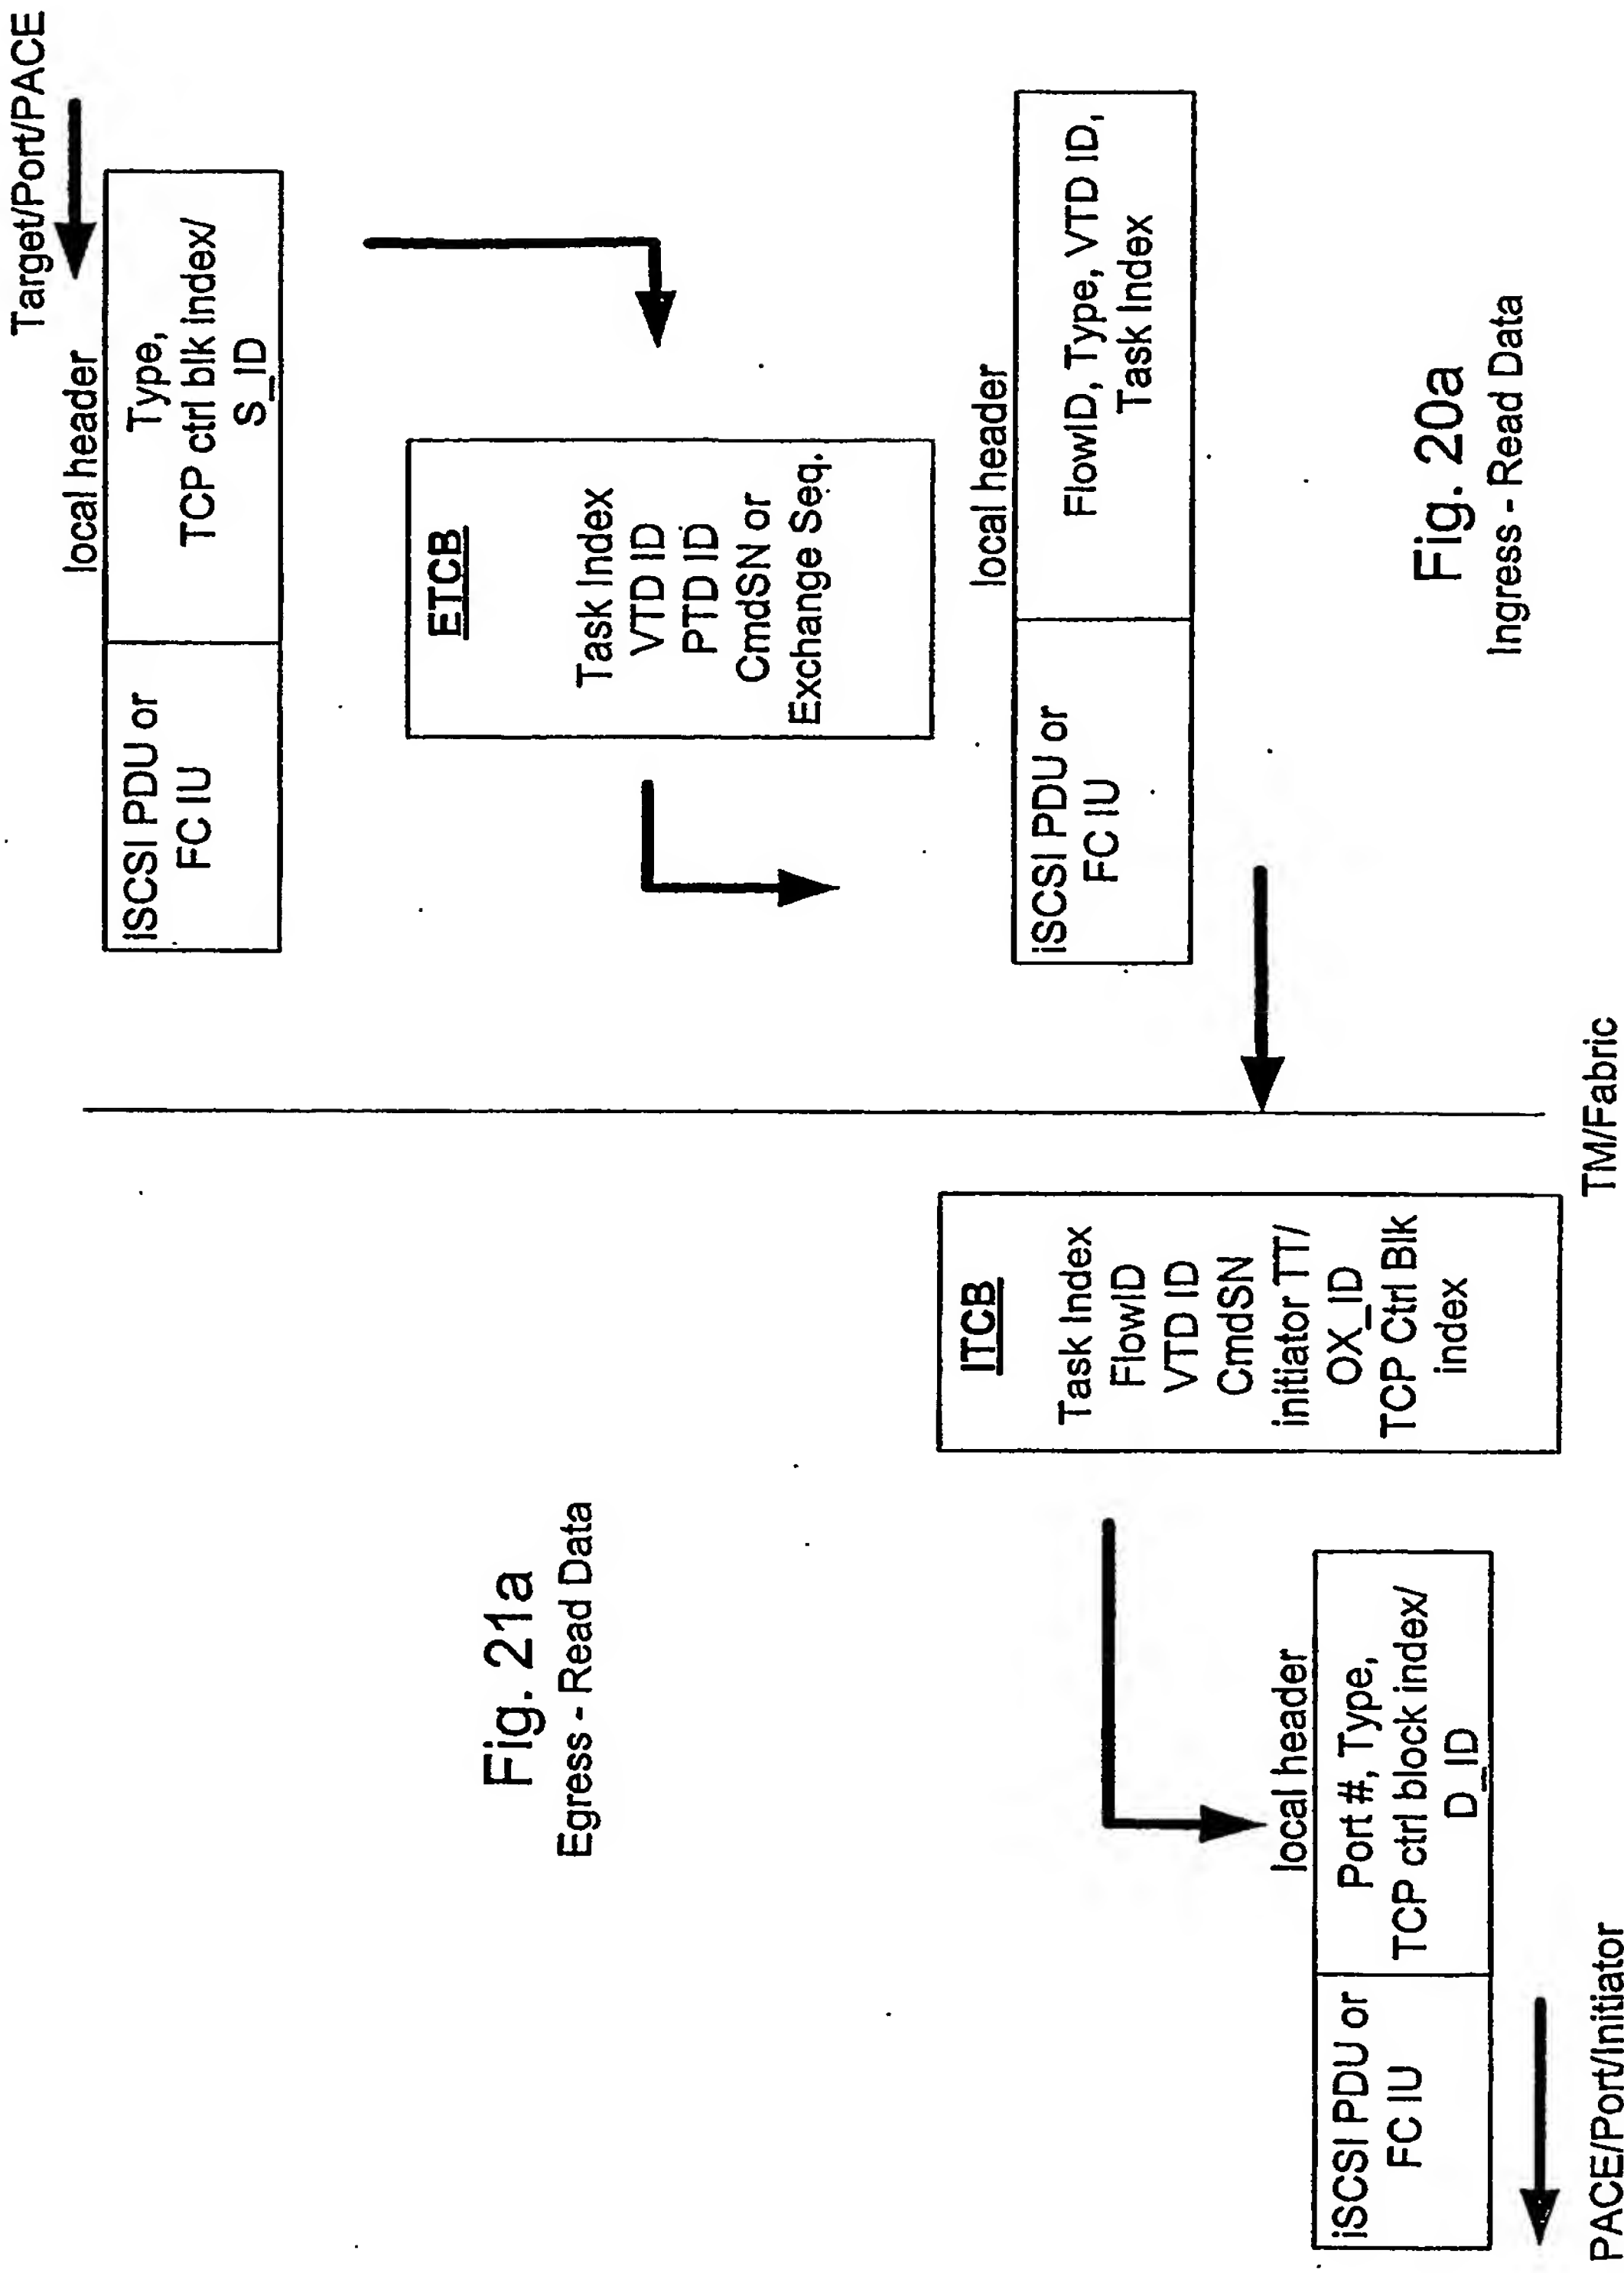 Target/Port/PACE
local header
iSCSI PDU or
FC IU
Type,
TCP ctrl blk index/
S_ID
ETCB
Task Index
VTD ID
PTD ID
CmdSN or
Exchange Seq.
local header
iSCSI PDU or
FC IU
FlowID, Type, VTD ID,
Task Index
Fig. 20a
Ingress - Read Data
TM/Fabric
Fig. 21a
Egress - Read Data
ITCB
Task Index
FlowID
VTD ID
CmdSN
initiator TT/
OX_ID
TCP Ctrl Blk
index
local header
iSCSI PDU or
FC IU
Port #, Type,
TCP ctrl block index/
D_ID
PACE/Port/Initiator